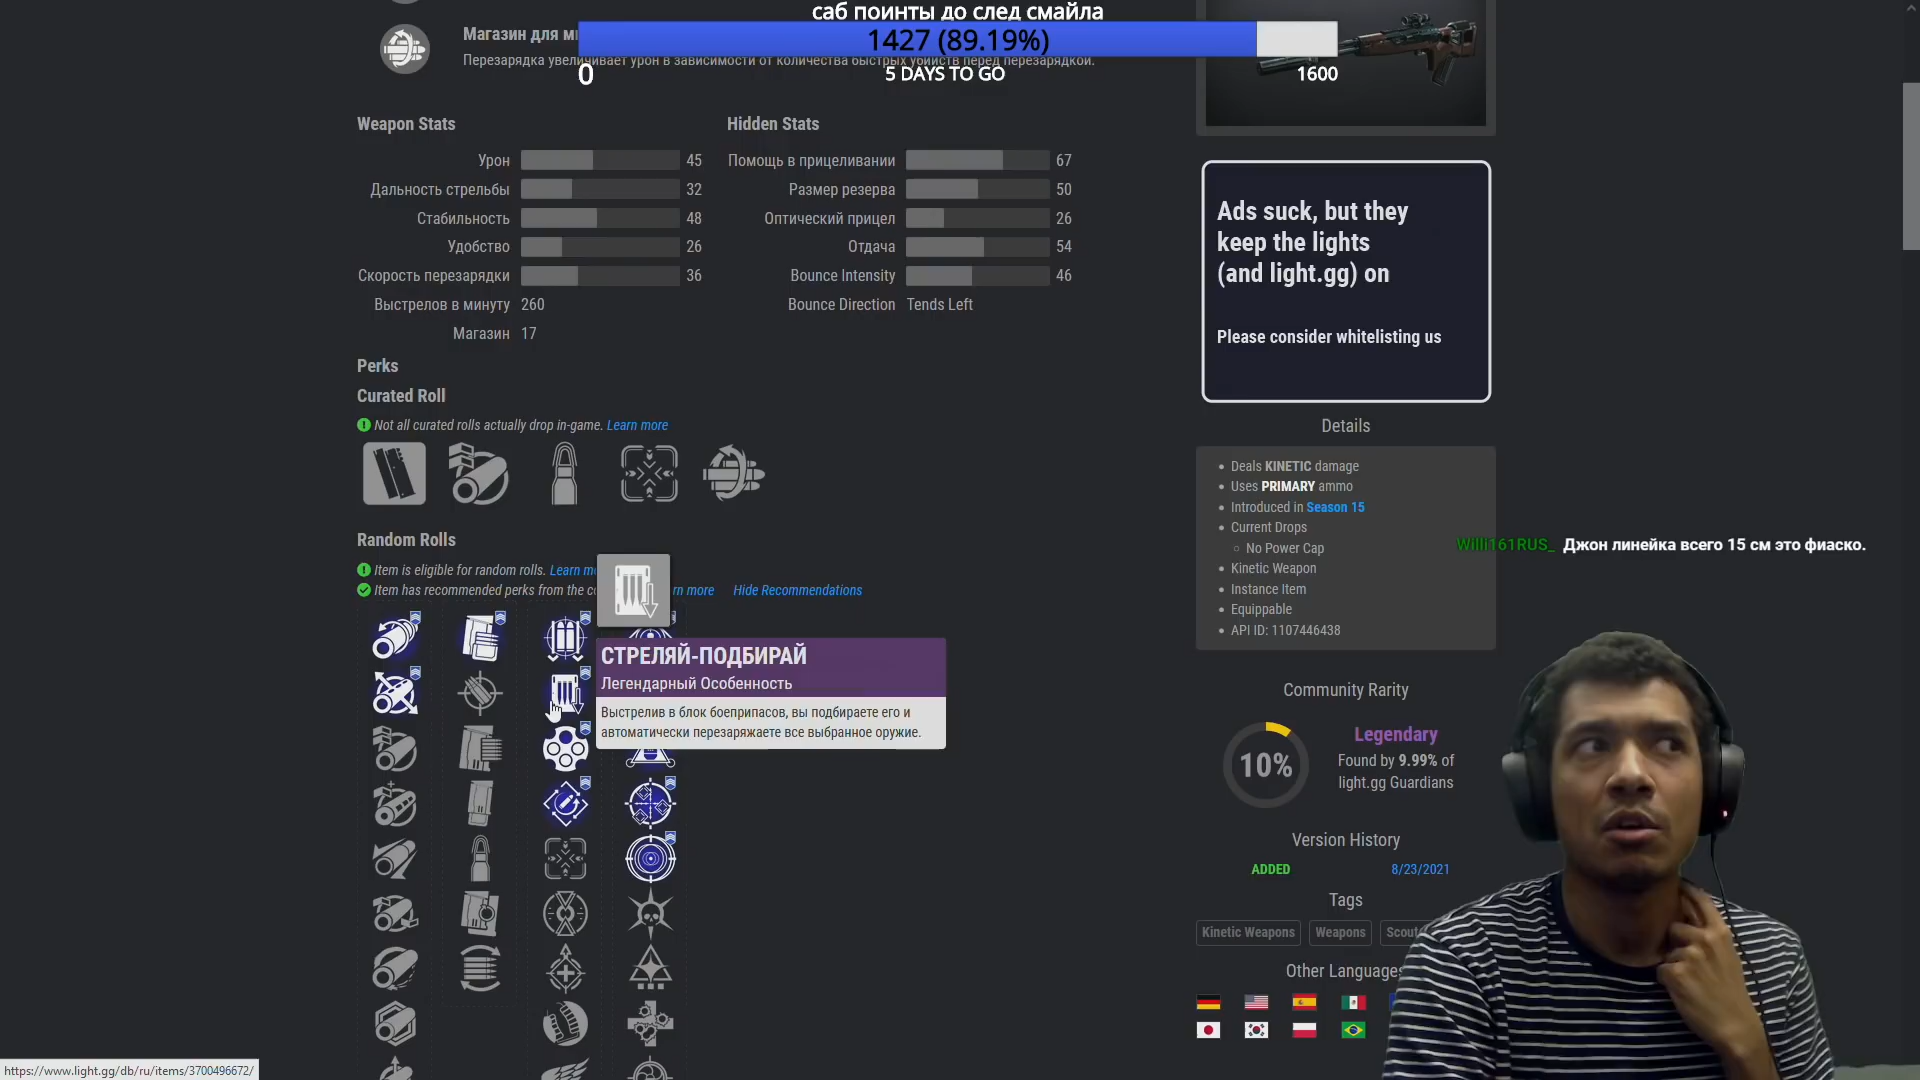 саб поинты до след смайла
1427 (89.19%)
0
5 DAYS TO GO
1600
Магазин для
Перезарядка увеличивает урон в зависимости от количества быстрых убийств перед перезарядкой.
Weapon Stats
Урон 45
Дальность стрельбы 32
Стабильность 48
Удобство 26
Скорость перезарядки 36
Выстрелов в минуту 260
Магазин 17
Hidden Stats
Помощь в прицеливании 67
Размер резерва 50
Оптический прицел 26
Отдача 54
Bounce Intensity 46
Bounce Direction Tends Left
Perks
Curated Roll
Not all curated rolls actually drop in-game. Learn more
Random Rolls
Item is eligible for random rolls. Learn
Item has recommended perks from the more Hide Recommendations
СТРЕЛЯЙ-ПОДБИРАЙ
Легендарный Особенность
Выстрелив в блок боеприпасов, вы подбираете его и
автоматически перезаряжаете все выбранное оружие.
Ads suck, but they
keep the lights
(and light.gg) on
Please consider whitelisting us
Details
Deals KINETIC damage
Uses PRIMARY ammo
Introduced in Season 15
Current Drops
No Power Cap
Kinetic Weapon
Instance Item
Equippable
API ID: 1107446438
Willi161RUS_ Джон линейка всего 15 см это фиаско.
Community Rarity
10%
Legendary
Found by 9.99% of
light.gg Guardians
Version History
ADDED 8/23/2021
Tags
Kinetic Weapons Weapons Scout
Other Languages
https://www.light.gg/db/ru/items/3700496672/